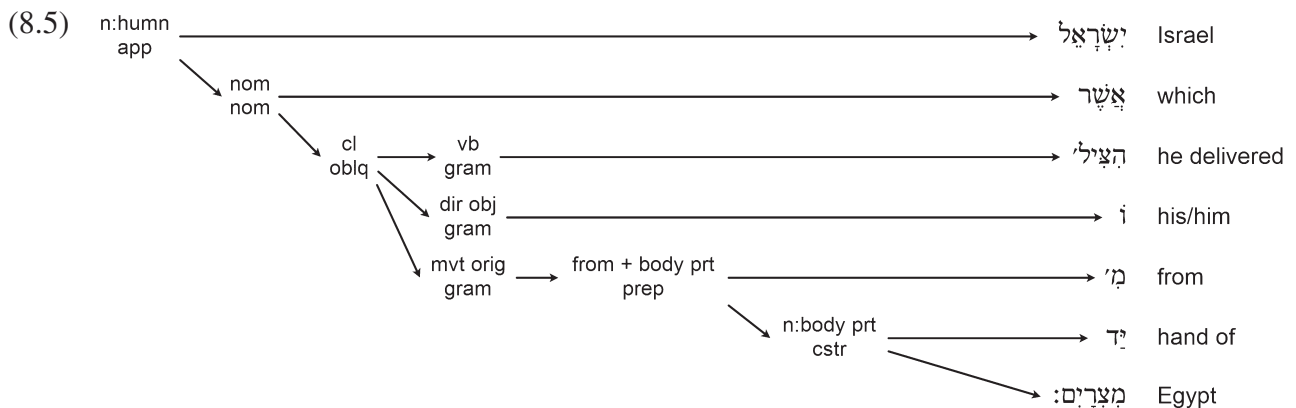 (8.5) n:humn app יִשְׂרָאֵל Israel
nom nom אֲשֶׁר which
cl oblq vb gram הִצִּיל׳ he delivered
dir obj gram וֹ his/him
mvt orig gram from + body prt prep מִ׳ from
n:body prt cstr יַּד hand of
מִצְרָיִם׃ Egypt